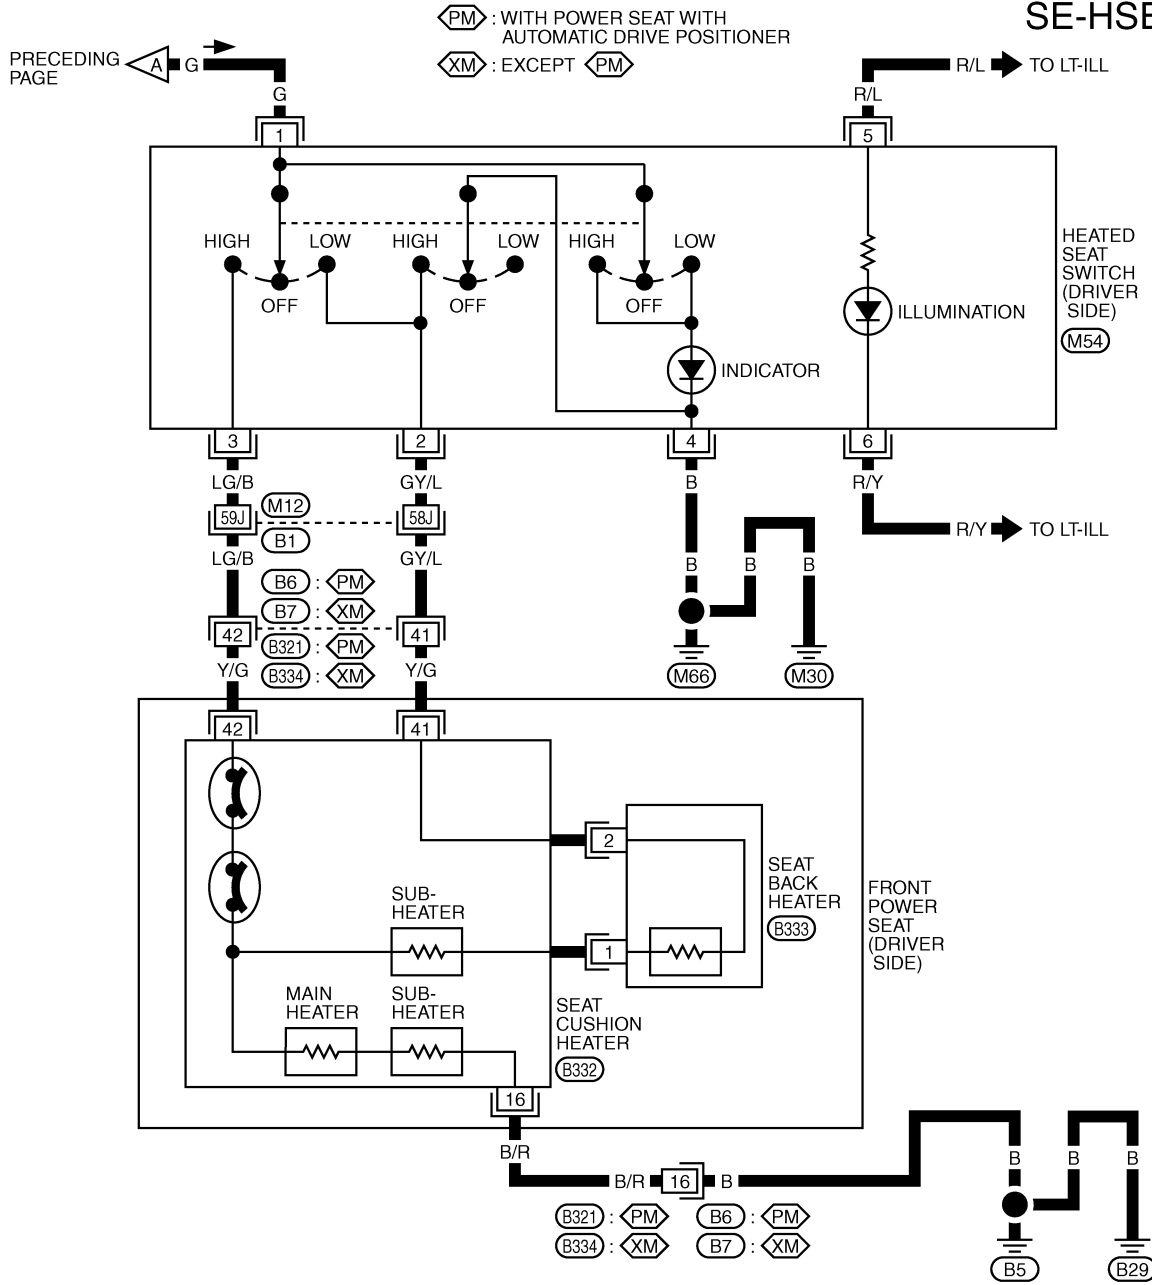 PM : WITH POWER SEAT WITH
AUTOMATIC DRIVE POSITIONER
XM : EXCEPT PM
SE-HSE
PRECEDING
PAGE
A G
G
1
R/L TO LT-ILL
R/L
5
HIGH LOW HIGH LOW HIGH LOW
OFF OFF OFF
ILLUMINATION
INDICATOR
HEATED
SEAT
SWITCH
(DRIVER
SIDE)
M54
3 2 4 6
LG/B GY/L B R/Y
59J M12 58J
B1
LG/B GY/L
R/Y TO LT-ILL
B B B
B6 : PM
B7 : XM
42 41
B321 : PM
B334 : XM
Y/G Y/G
M66 M30
42 41
2
SEAT
BACK
HEATER
B333
SUB-
HEATER
1
FRONT
POWER
SEAT
(DRIVER
SIDE)
MAIN
HEATER
SUB-
HEATER
SEAT
CUSHION
HEATER
B332
16
B/R
B/R 16 B
B B B
B321 : PM B6 : PM
B334 : XM B7 : XM
B5 B29